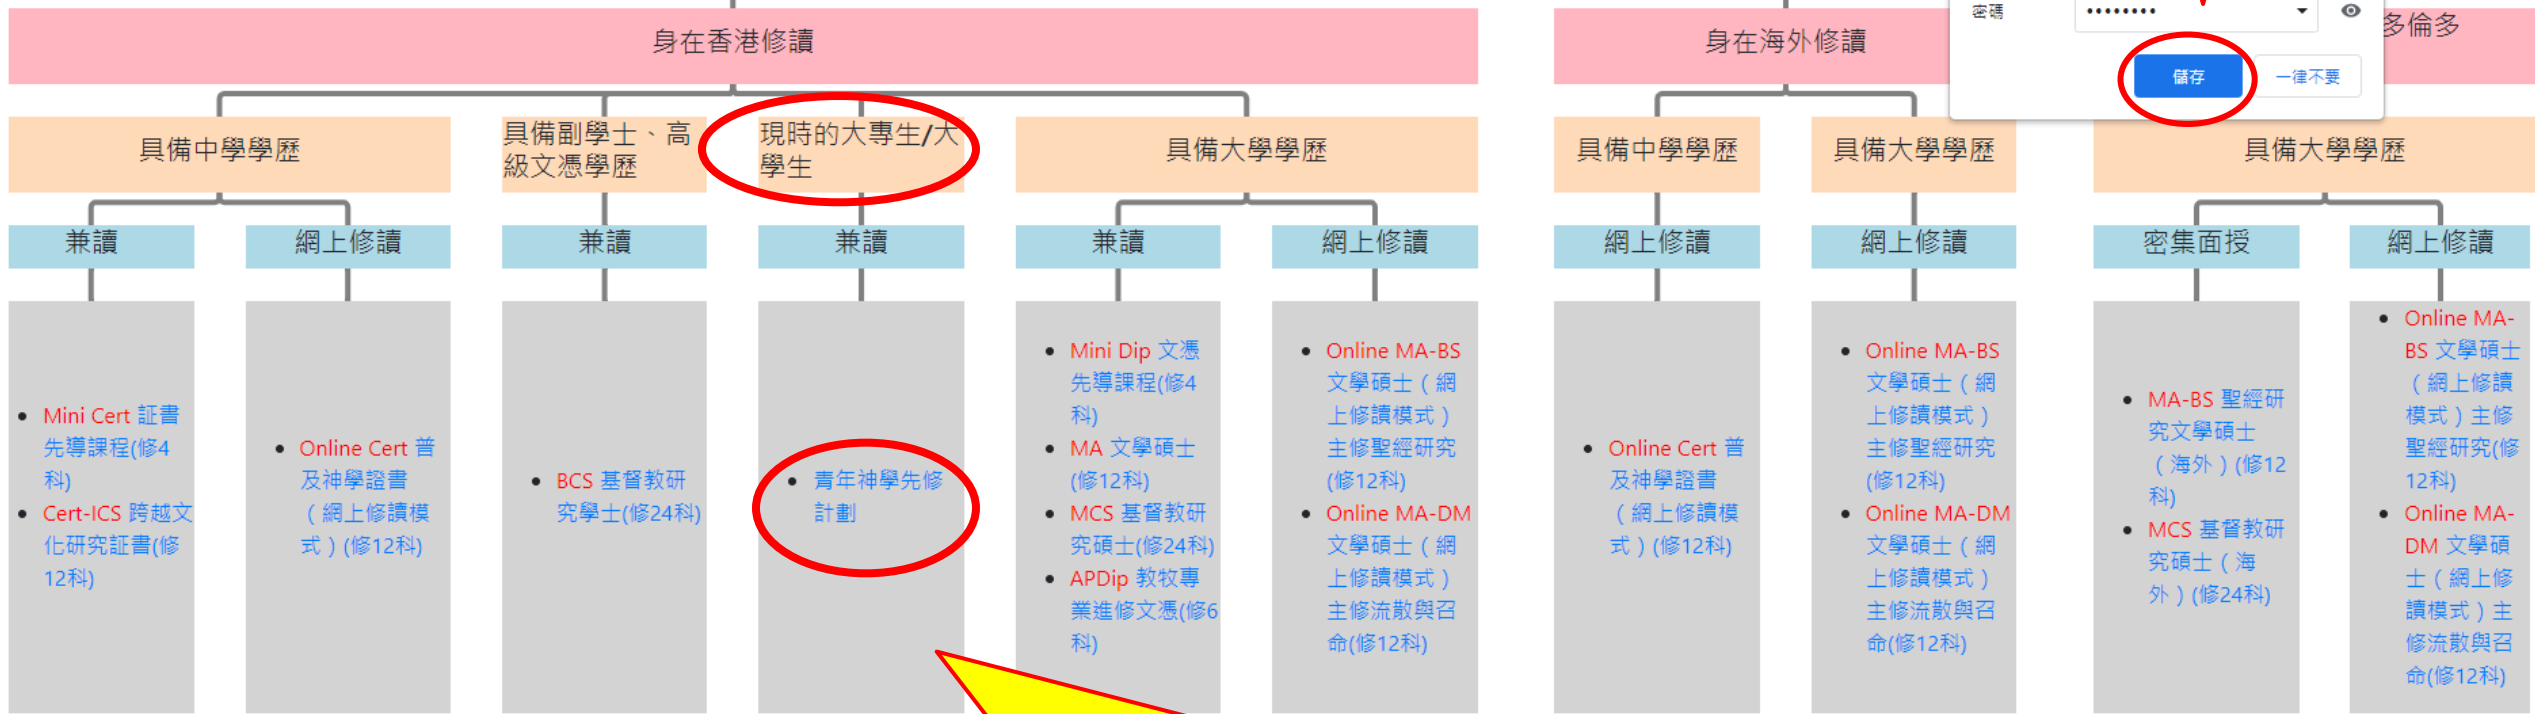 身在香港修讀
身在海外修讀
密碼
••••••••
多倫多
儲存
一律不要
具備中學學歷
具備副學士、高
級文憑學歷
現時的大專生/大
學生
具備大學學歷
具備中學學歷
具備大學學歷
具備大學學歷
兼讀
網上修讀
兼讀
兼讀
兼讀
網上修讀
網上修讀
網上修讀
密集面授
網上修讀
• Mini Cert 証書
先導課程(修4
科)
• Cert-ICS 跨越文
化研究証書(修
12科)
• Online Cert 普
及神學證書
（網上修讀模
式）(修12科)
• BCS 基督教研
究學士(修24科)
• 青年神學先修
計劃
• Mini Dip 文憑
先導課程(修4
科)
• MA 文學碩士
(修12科)
• MCS 基督教研
究碩士(修24科)
• APDip 教牧專
業進修文憑(修6
科)
• Online MA-BS
文學碩士（網
上修讀模式）
主修聖經研究
(修12科)
• Online MA-DM
文學碩士（網
上修讀模式）
主修流散與召
命(修12科)
• Online Cert 普
及神學證書
（網上修讀模
式）(修12科)
• Online MA-BS
文學碩士（網
上修讀模式）
主修聖經研究
(修12科)
• Online MA-DM
文學碩士（網
上修讀模式）
主修流散與召
命(修12科)
• MA-BS 聖經研
究文學碩士
（海外）(修12
科)
• MCS 基督教研
究碩士（海
外）(修24科)
• Online MA-
BS 文學碩士
（網上修讀
模式）主修
聖經研究(修
12科)
• Online MA-
DM 文學碩
士（網上修
讀模式）主
修流散與召
命(修12科)